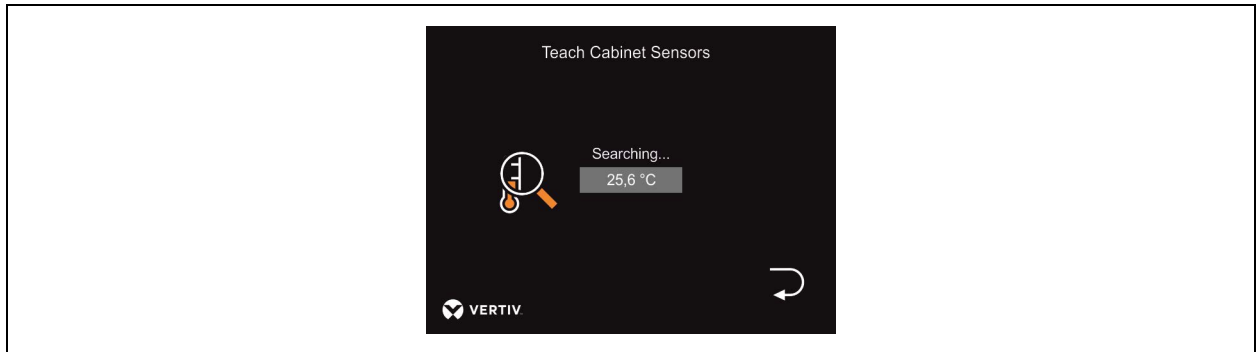 Teach Cabinet Sensors
Searching...
25,6 °C
VERTIV.